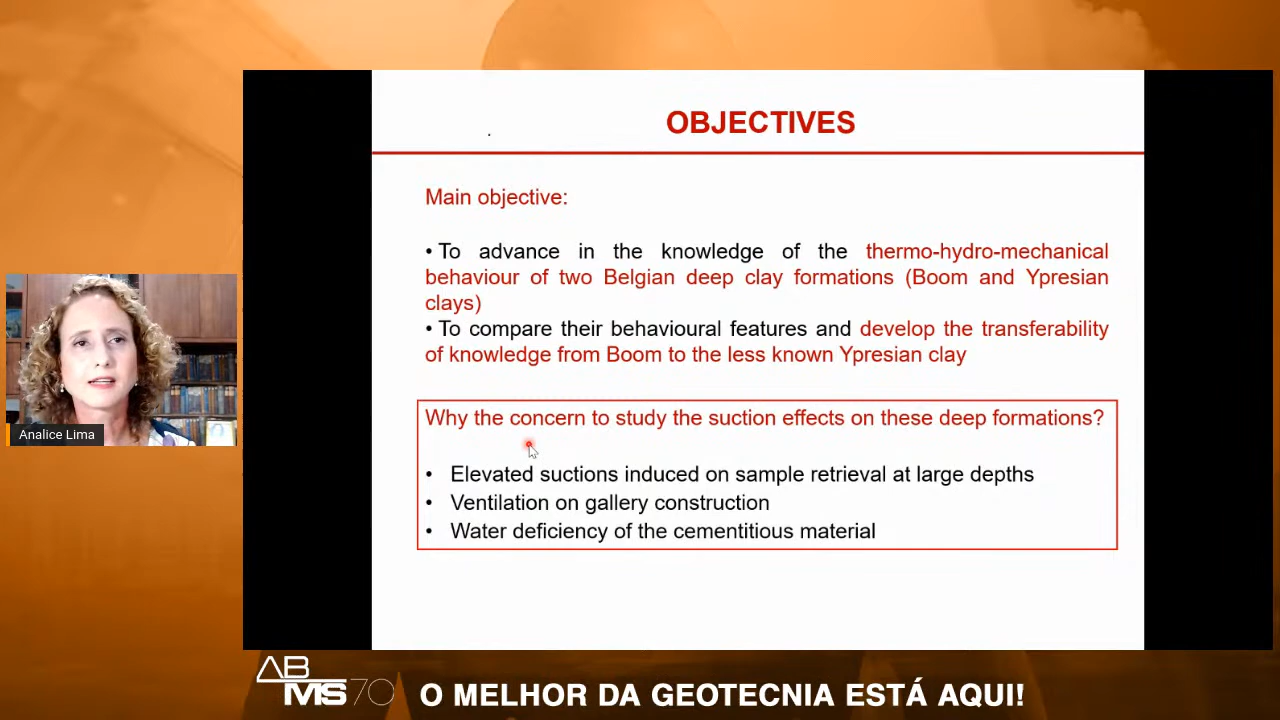 OBJECTIVES
Main objective:
• To advance in the knowledge of the thermo-hydro-mechanical
behaviour of two Belgian deep clay formations (Boom and Ypresian
clays)
• To compare their behavioural features and develop the transferability
of knowledge from Boom to the less known Ypresian clay
Why the concern to study the suction effects on these deep formations?
• Elevated suctions induced on sample retrieval at large depths
• Ventilation on gallery construction
• Water deficiency of the cementitious material
Analice Lima
ABMS70
O MELHOR DA GEOTECNIA ESTÁ AQUI!